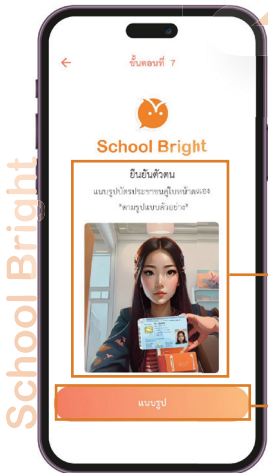 ขั้นตอนที่ 7
School Bright
ยืนยันตัวตน
แนบรูปบัตรประชาชนคู่ใบหน้าตนเอง
*ตามรูปแบบตัวอย่าง*
แนบรูป
School Bright